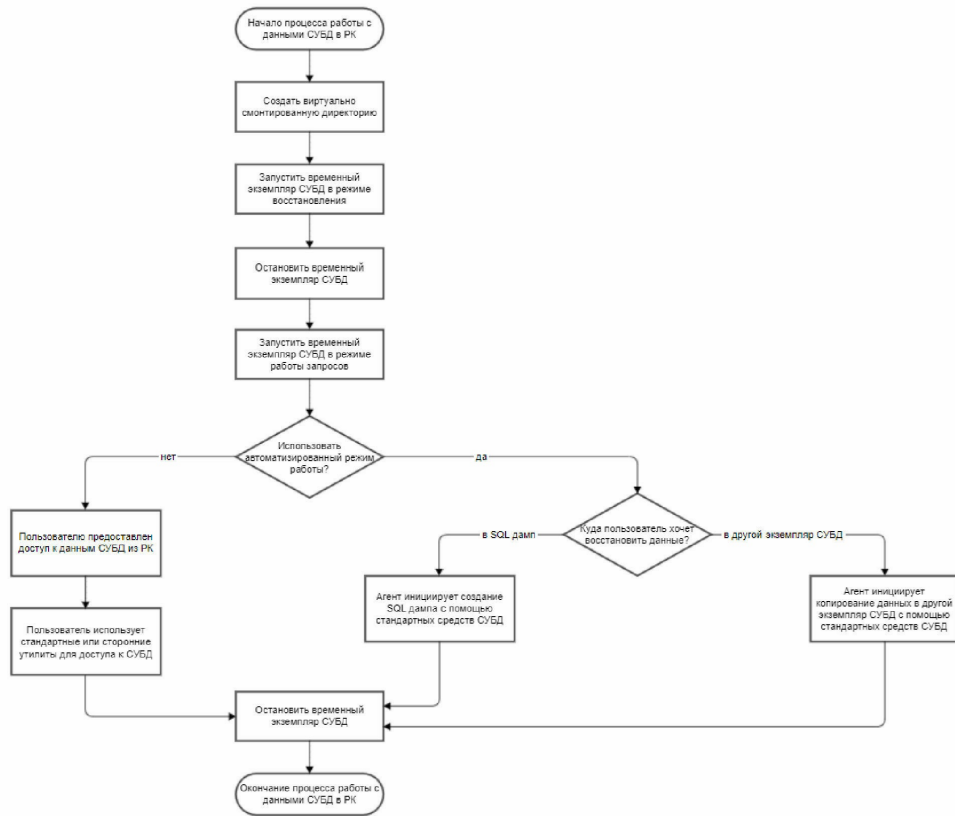 Начало процесса работы с
данными СУБД в РК
Создать виртуально
смонтированную директорию
Запустить временный
экземпляр СУБД в режиме
восстановления
Остановить временный
экземпляр СУБД
Запустить временный
экземпляр СУБД в режиме
работы запросов
Использовать
автоматизированный режим
работы?
нет
да
Пользователю предоставлен
доступ к данным СУБД из РК
Пользователь использует
стандартные или сторонние
утилиты для доступа к СУБД
Куда пользователь хочет
восстановить данные?
в SQL дамп
в другой экземпляр СУБД
Агент инициирует создание
SQL дампа с помощью
стандартных средств СУБД
Агент инициирует
копирование данных в другой
экземпляр СУБД с помощью
стандартных средств СУБД
Остановить временный
экземпляр СУБД
Окончание процесса работы с
данными СУБД в РК